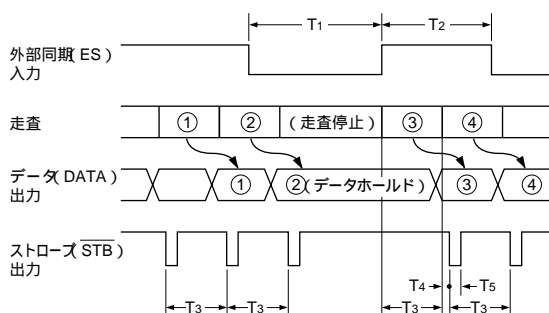 T1 T2
外部同期(ES)
入力
走査 ① ② (走査停止) ③ ④
データ(DATA)
出力 ① ②(データホールド) ③ ④
ストローブ(STB)
出力
T4 T5
T3 T3 T3 T3